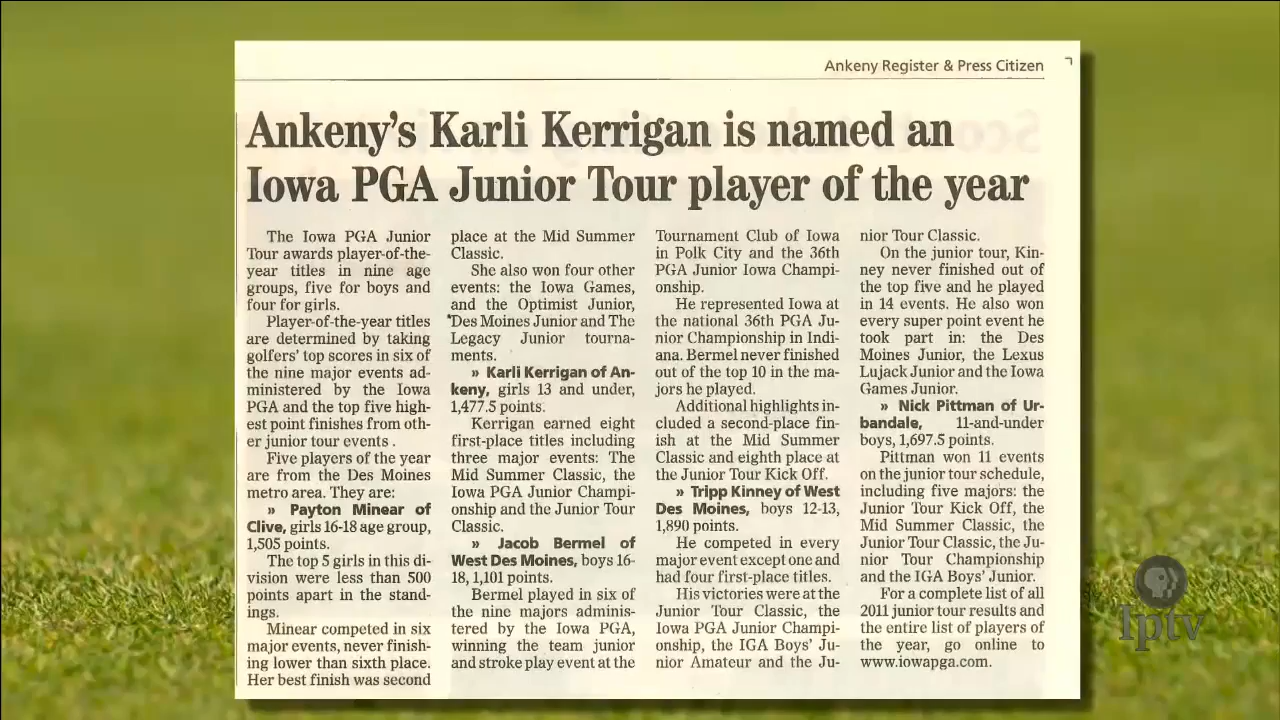 Ankeny Register & Press Citizen
Ankeny's Karli Kerrigan is named an
Iowa PGA Junior Tour player of the year
The Iowa PGA Junior
Tour awards player-of-the-
year titles in nine age
groups, five for boys and
four for girls.
Player-of-the-year titles
are determined by taking
golfers' top scores in six of
the nine major events ad-
ministered by the Iowa
PGA and the top five high-
est point finishes from oth-
er junior tour events .
Five players of the year
are from the Des Moines
metro area. They are:
» Payton Minear of
Clive, girls 16-18 age group,
1,505 points.
The top 5 girls in this di-
vision were less than 500
points apart in the stand-
ings.
Minear competed in six
major events, never finish-
ing lower than sixth place.
Her best finish was second
place at the Mid Summer
Classic.
She also won four other
events: the Iowa Games,
and the Optimist Junior,
Des Moines Junior and The
Legacy Junior tourna-
ments.
» Karli Kerrigan of An-
keny, girls 13 and under,
1,477.5 points.
Kerrigan earned eight
first-place titles including
three major events: The
Mid Summer Classic, the
Iowa PGA Junior Champi-
onship and the Junior Tour
Classic.
» Jacob Bermel of
West Des Moines, boys 16-
18, 1,101 points.
Bermel played in six of
the nine majors adminis-
tered by the Iowa PGA,
winning the team junior
and stroke play event at the
Tournament Club of Iowa
in Polk City and the 36th
PGA Junior Iowa Champi-
onship.
He represented Iowa at
the national 36th PGA Ju-
nior Championship in Indi-
ana. Bermel never finished
out of the top 10 in the ma-
jors he played.
Additional highlights in-
cluded a second-place fin-
ish at the Mid Summer
Classic and eighth place at
the Junior Tour Kick Off.
» Tripp Kinney of West
Des Moines, boys 12-13,
1,890 points.
He competed in every
major event except one and
had four first-place titles.
His victories were at the
Junior Tour Classic, the
Iowa PGA Junior Champi-
onship, the IGA Boys' Ju-
nior Amateur and the Ju-
nior Tour Classic.
On the junior tour, Kin-
ney never finished out of
the top five and he played
in 14 events. He also won
every super point event he
took part in: the Des
Moines Junior, the Lexus
Lujack Junior and the Iowa
Games Junior.
» Nick Pittman of Ur-
bandale, 11-and-under
boys, 1,697.5 points.
Pittman won 11 events
on the junior tour schedule,
including five majors: the
Junior Tour Kick Off, the
Mid Summer Classic, the
Junior Tour Classic, the Ju-
nior Tour Championship
and the IGA Boys' Junior.
For a complete list of all
2011 junior tour results and
the entire list of players of
the year, go online to
www.iowapga.com.
Iptv